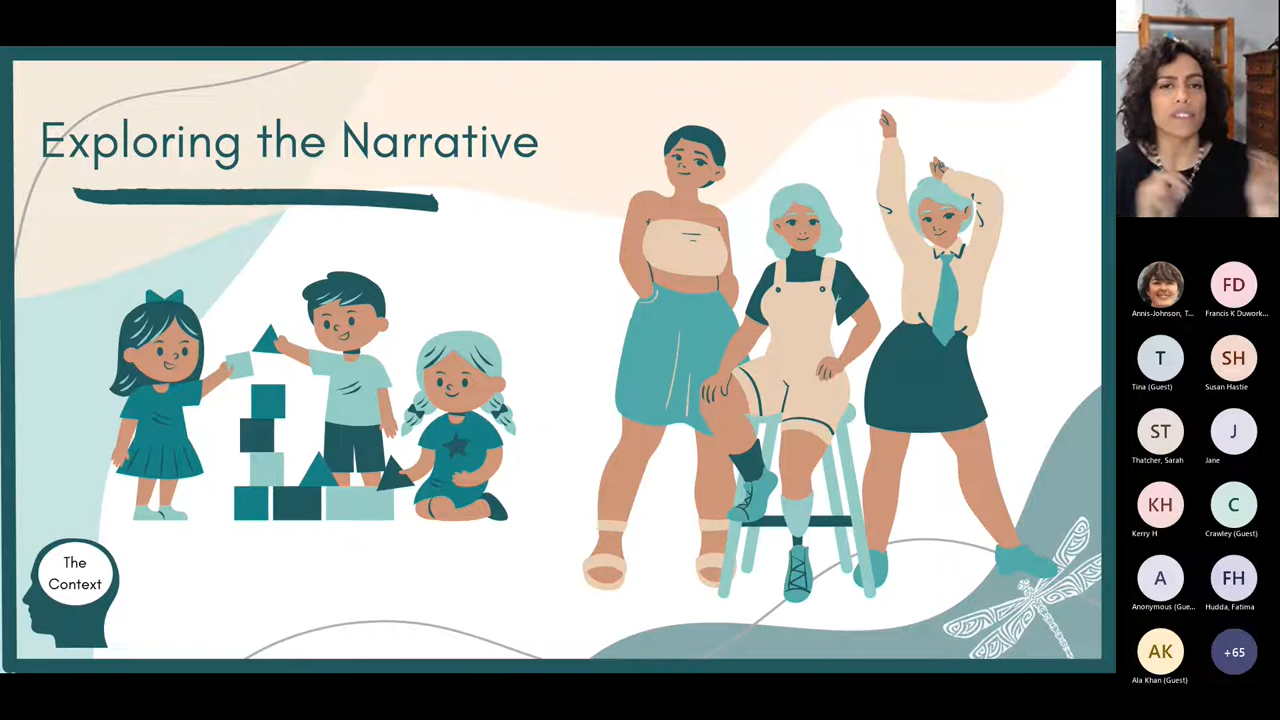 Exploring the Narrative
The
Context
Annis-Johnson, T...
FD
Francis K Duwork...
T
Tina (Guest)
SH
Susan Hastie
ST
Thatcher, Sarah
J
Jane
KH
Kerry H
C
Crawley (Guest)
A
Anonymous (Gue...
FH
Hudda, Fatima
AK
Ala Khan (Guest)
+65